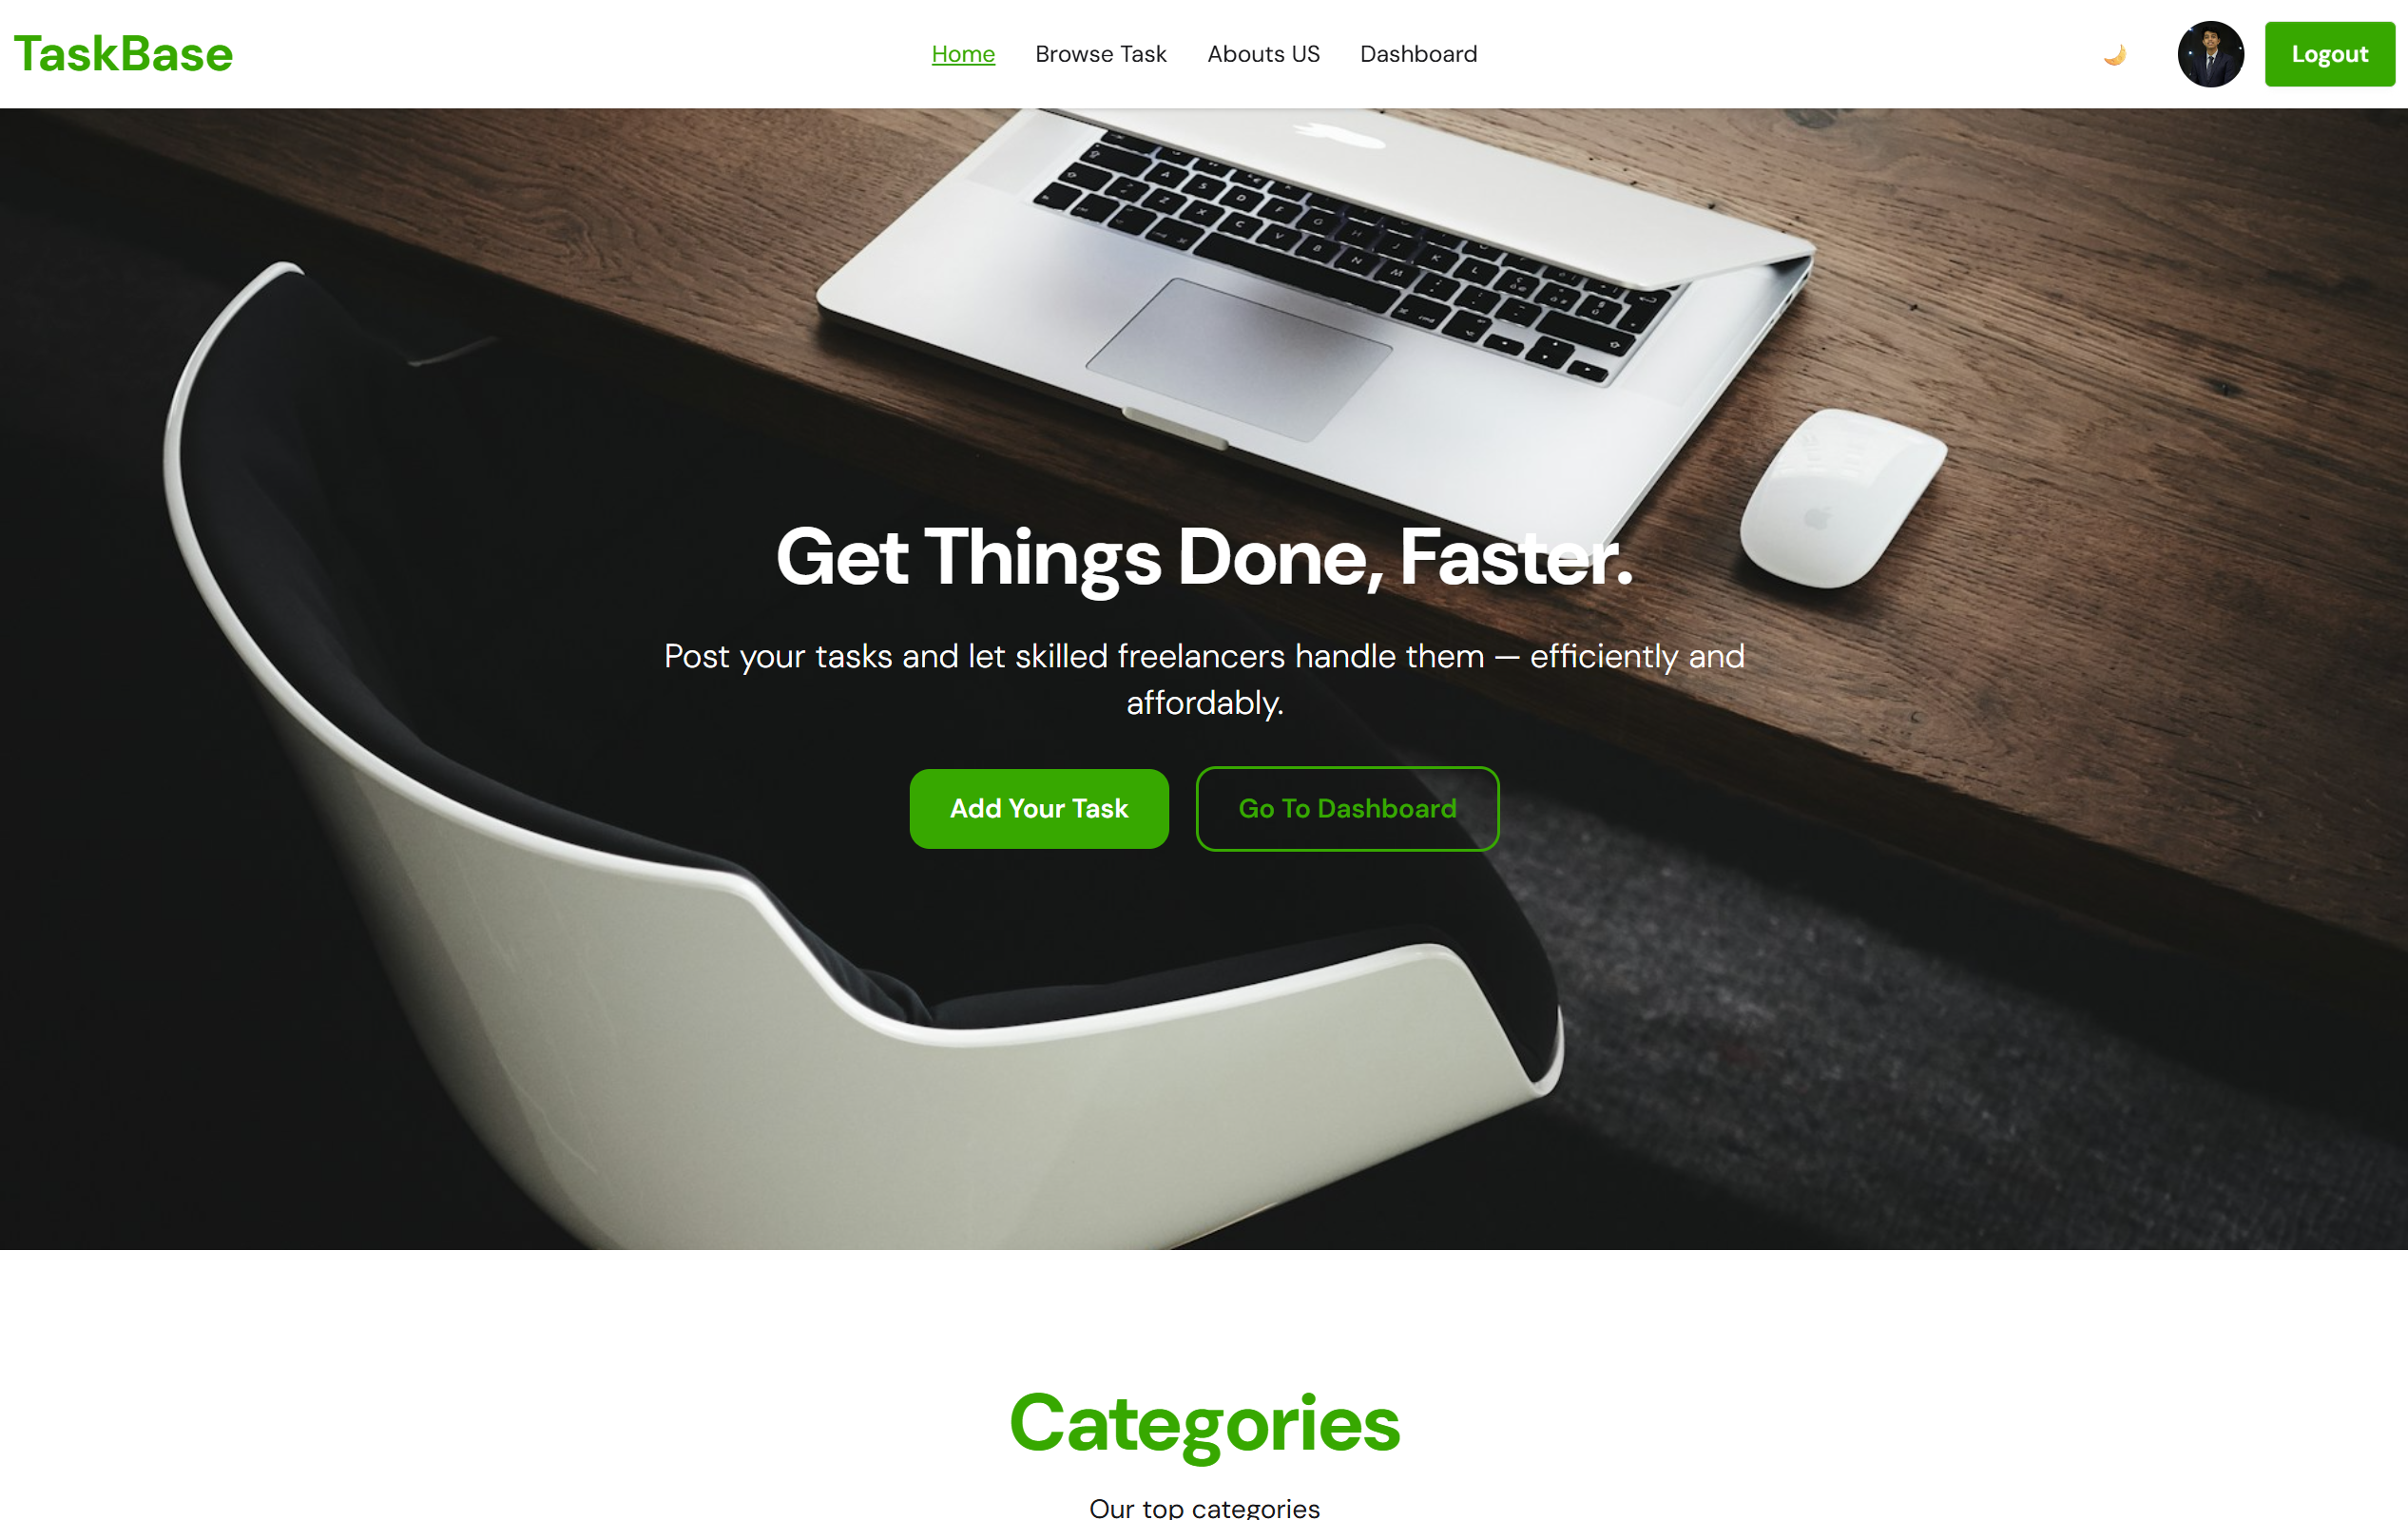 TaskBase
Home Browse Task Abouts US Dashboard Logout
Get Things Done, Faster.
Post your tasks and let skilled freelancers handle them — efficiently and
affordably.
Add Your Task Go To Dashboard
Categories
Our top categories